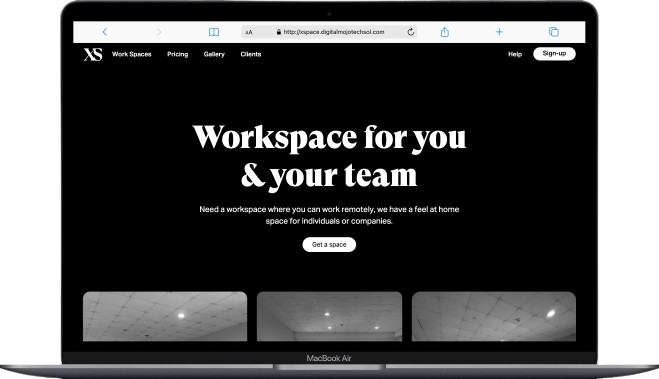 AA
http://xspace.digitalmojotechsol.com
XS
Work Spaces
Pricing
Gallery
Clients
Help
Sign-up
Workspace for you
& your team
Need a workspace where you can work remotely, we have a feel at home
space for individuals or companies.
Get a space
MacBook Air